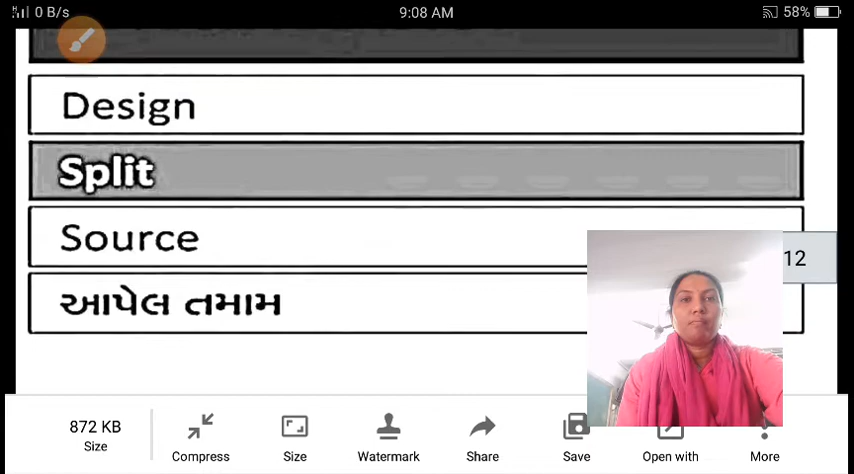 0 B/s 9:08 AM 58%
Design
Split
Source
12
આપેલ તમામ
872 KB
Size
Compress Size Watermark Share Save Open with More